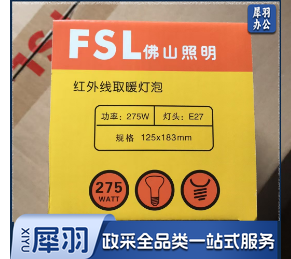 犀羽
办公
FSL
FSL佛山照明
红外线取暖灯泡
功率：275W 灯头：E27
规格 125x183mm
275
WATT
XIYU 犀羽 政采全品类一站式服务